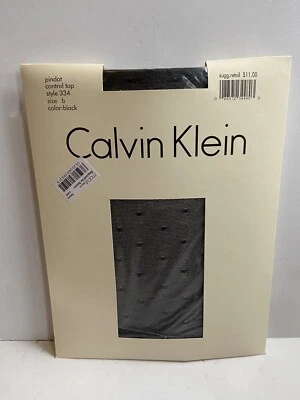 pindot
control top
style 334
size b
color:black
sugg.retail $11.00
Calvin Klein